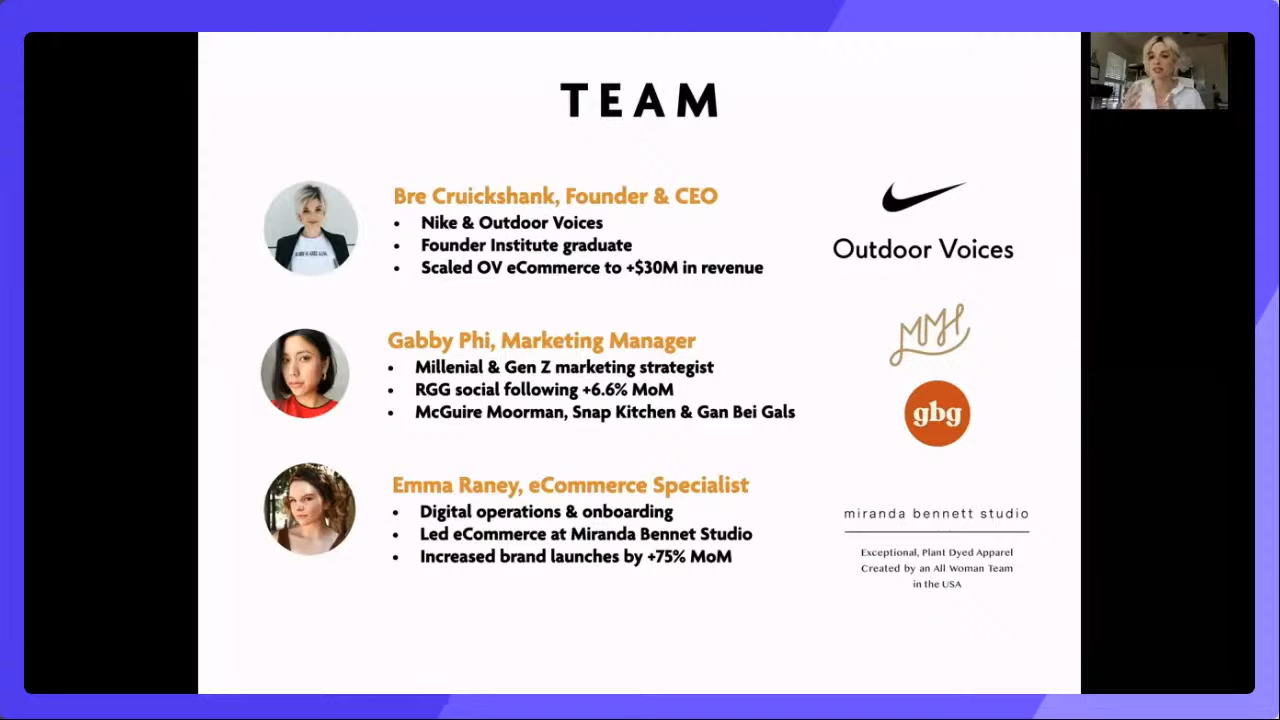 TEAM
Bre Cruickshank, Founder & CEO
• Nike & Outdoor Voices
• Founder Institute graduate
• Scaled OV eCommerce to +$30M in revenue
Outdoor Voices
Gabby Phi, Marketing Manager
• Millenial & Gen Z marketing strategist
• RGG social following +6.6% MoM
• McGuire Moorman, Snap Kitchen & Gan Bei Gals
MMH
gbg
Emma Raney, eCommerce Specialist
• Digital operations & onboarding
• Led eCommerce at Miranda Bennet Studio
• Increased brand launches by +75% MoM
miranda bennett studio
Exceptional, Plant Dyed Apparel
Created by an All Woman Team
in the USA